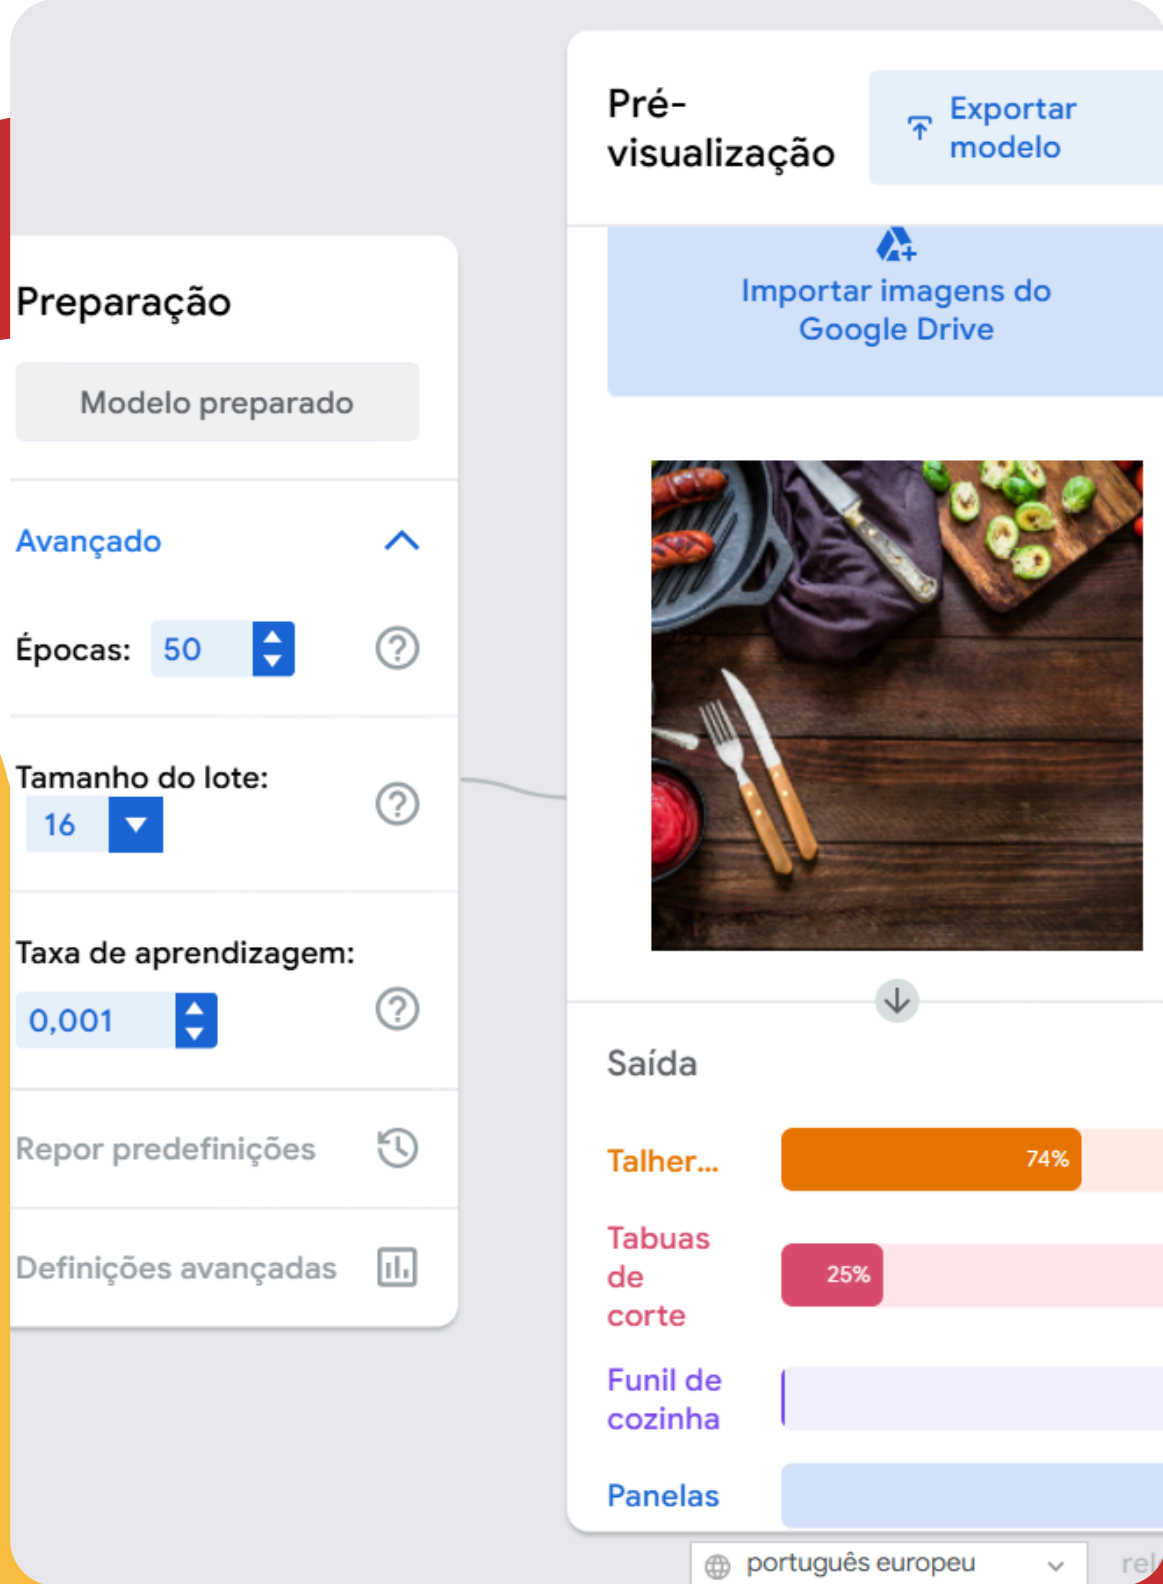 Preparação
Modelo preparado
Avançado
Épocas: 50
Tamanho do lote:
16
Taxa de aprendizagem:
0,001
Repor predefinições
Definições avançadas
Pré-
visualização
Exportar
modelo
Importar imagens do
Google Drive
Saída
Talher...
74%
Tabuas
de
corte
25%
Funil de
cozinha
Panelas
português europeu